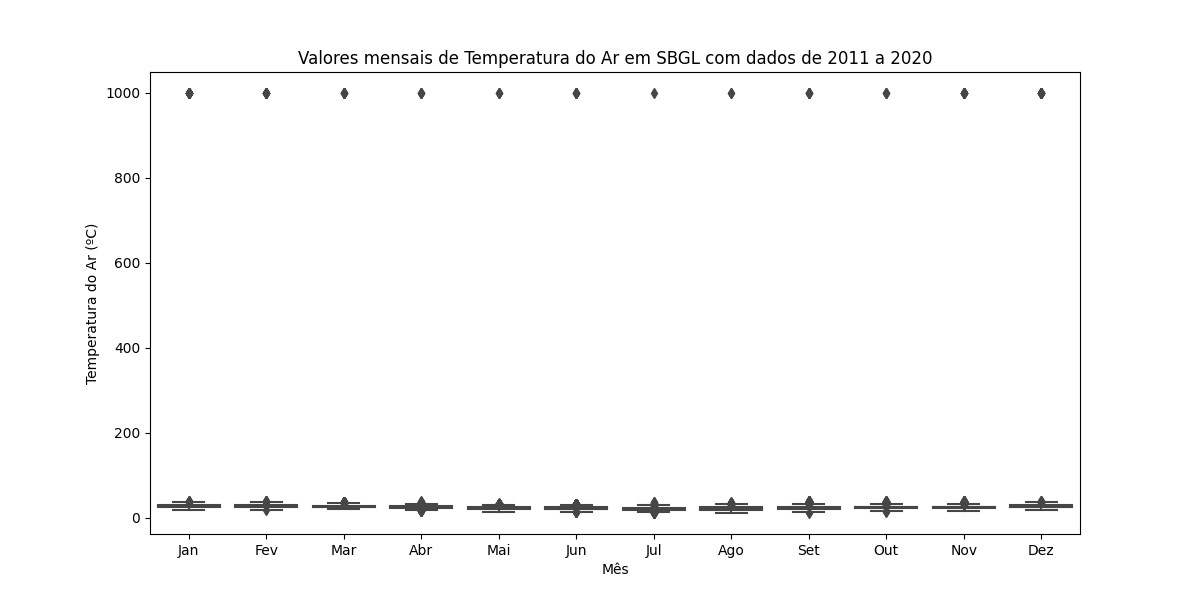 Valores mensais de Temperatura do Ar em SBGL com dados de 2011 a 2020
1000
800
600
400
200
0
Temperatura do Ar (ºC)
Jan Fev Mar Abr Mai Jun Jul Ago Set Out Nov Dez
Mês